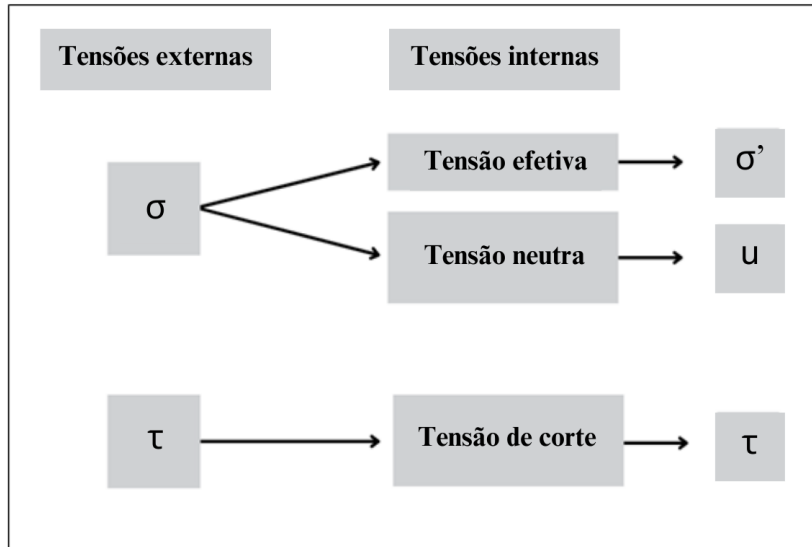 Tensões externas
Tensões internas
σ
Tensão efetiva
σ’
Tensão neutra
u
τ
Tensão de corte
τ